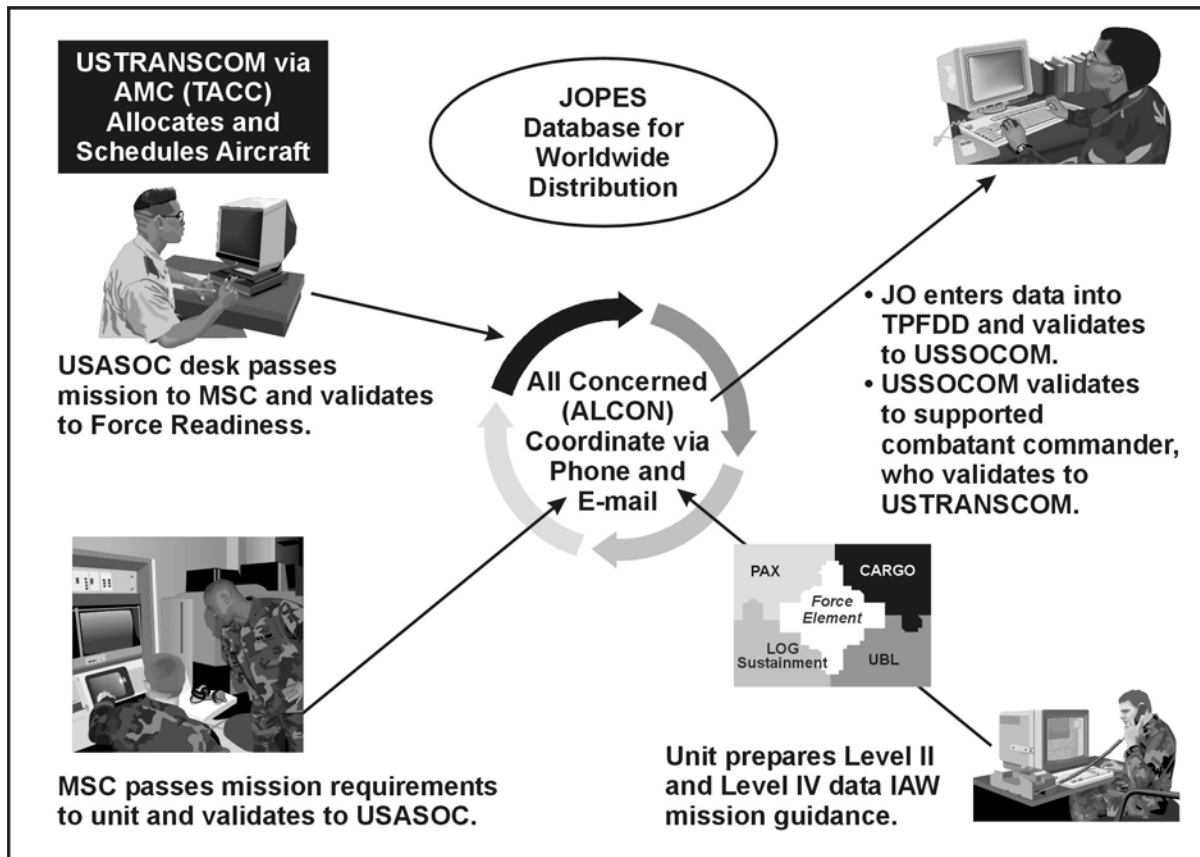 USTRANSCOM via
AMC (TACC)
Allocates and
Schedules Aircraft
JOPES
Database for
Worldwide
Distribution
USASOC desk passes
mission to MSC and validates
to Force Readiness.
All Concerned
(ALCON)
Coordinate via
Phone and
E-mail
• JO enters data into
TPFDD and validates
to USSOCOM.
• USSOCOM validates
to supported
combatant commander,
who validates to
USTRANSCOM.
MSC passes mission requirements
to unit and validates to USASOC.
PAX
CARGO
Force
Element
LOG
Sustainment
UBL
Unit prepares Level II
and Level IV data IAW
mission guidance.